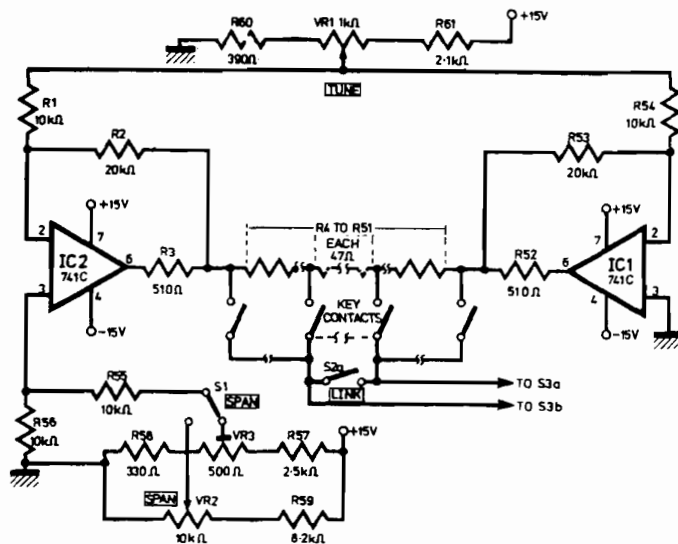 R60
390Ω
VR1 1kΩ
R61
2·1kΩ
+15V
TUNE
R1
10kΩ
R54
10kΩ
R2
20kΩ
R53
20kΩ
+15V
2
7
IC2
741C
6
3
4
-15V
R3
510Ω
R4 TO R51
EACH
47Ω
R52
510Ω
+15V
7
2
IC1
741C
6
3
4
-15V
KEY
CONTACTS
S2a
LINK
TO S3a
TO S3b
R55
10kΩ
S1
SPAN
R56
10kΩ
R58
330Ω
VR3
500Ω
R57
2·5kΩ
+15V
SPAN
VR2
10kΩ
R59
8·2kΩ